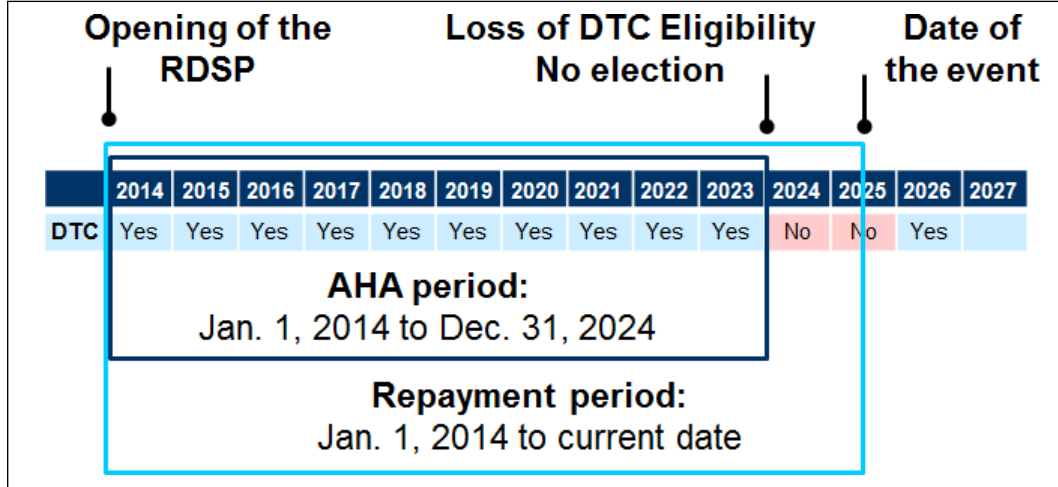 Opening of the
RDSP
Loss of DTC Eligibility
No election
Date of
the event
2014 2015 2016 2017 2018 2019 2020 2021 2022 2023 2024 2025 2026 2027
DTC Yes Yes Yes Yes Yes Yes Yes Yes Yes Yes No No Yes
AHA period:
Jan. 1, 2014 to Dec. 31, 2024
Repayment period:
Jan. 1, 2014 to current date